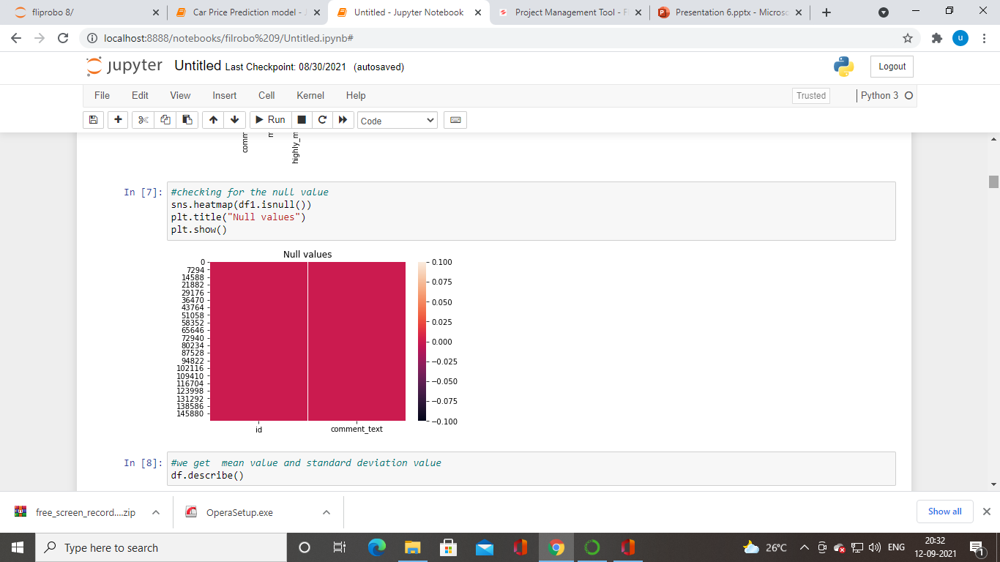 fliprobo 8/
Car Price Prediction model - J
Untitled - Jupyter Notebook
Project Management Tool - F
Presentation 6.pptx - Microso
localhost:8888/notebooks/filrobo%209/Untitled.ipynb#
u
jupyter Untitled Last Checkpoint: 08/30/2021 (autosaved)
Logout
File Edit View Insert Cell Kernel Help
Trusted
Python 3
Run
Code
comm
m
highly_m
In [7]:
#checking for the null value
sns.heatmap(df1.isnull())
plt.title("Null values")
plt.show()
Null values
0
7294
14588
21882
29176
36470
43764
51058
58352
65646
72940
80234
87528
94822
102116
109410
116704
123998
131292
138586
145880
id
comment_text
0.100
0.075
0.050
0.025
0.000
−0.025
−0.050
−0.075
−0.100
In [8]:
#we get  mean value and standard deviation value
df.describe()
free_screen_record....zip
OperaSetup.exe
Show all
Type here to search
26°C
ENG
20:32
12-09-2021
1